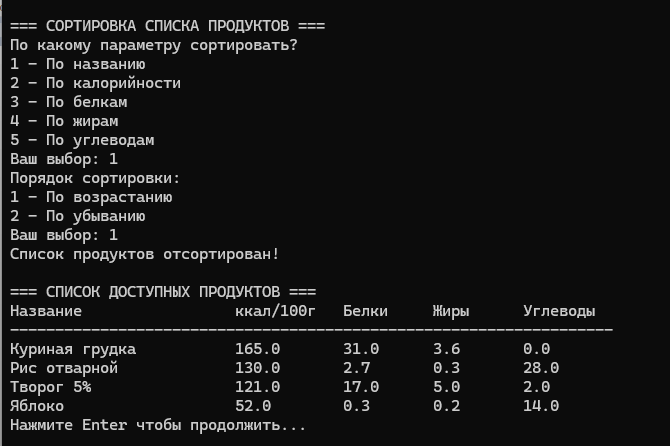 === СОРТИРОВКА СПИСКА ПРОДУКТОВ ===
По какому параметру сортировать?
1 - По названию
2 - По калорийности
3 - По белкам
4 - По жирам
5 - По углеводам
Ваш выбор: 1
Порядок сортировки:
1 - По возрастанию
2 - По убыванию
Ваш выбор: 1
Список продуктов отсортирован!
=== СПИСОК ДОСТУПНЫХ ПРОДУКТОВ ===
Название ккал/100г Белки Жиры Углеводы
-------------------------------------------------------------------
Куриная грудка 165.0 31.0 3.6 0.0
Рис отварной 130.0 2.7 0.3 28.0
Творог 5% 121.0 17.0 5.0 2.0
Яблоко 52.0 0.3 0.2 14.0
Нажмите Enter чтобы продолжить...